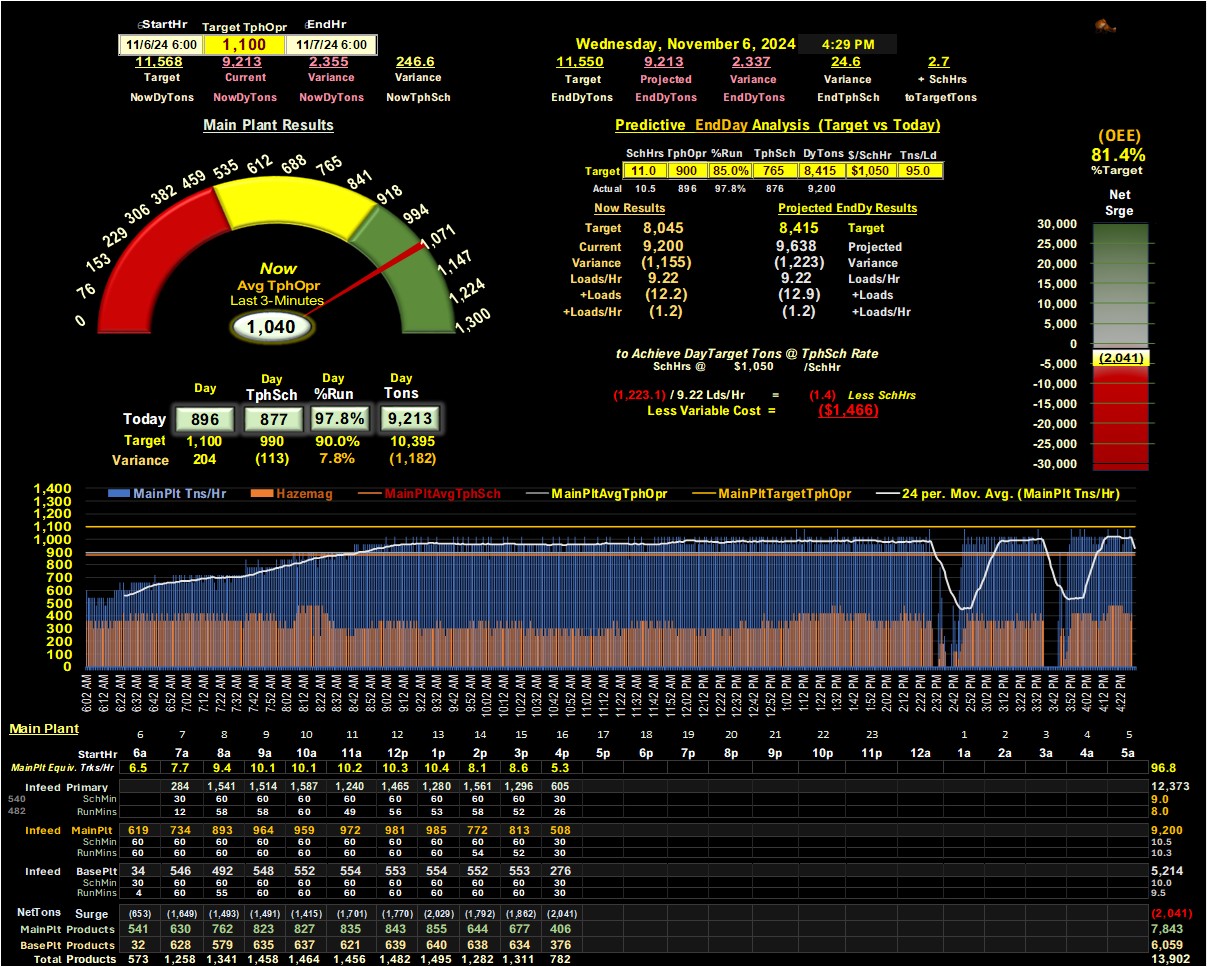 StartHr Target TphOpr EndHr
11/6/24 6:00 1,100 11/7/24 6:00
11,568 9,213 2,355 246.6
Target Current Variance Variance
NowDyTons NowDyTons NowDyTons NowTphSch
Wednesday, November 6, 2024 4:29 PM
11,550 9,213 2,337 24.6 2.7
Target Projected Variance Variance + SchHrs
EndDyTons EndDyTons EndDyTons EndTphSch toTargetTons
Main Plant Results
0 76 153 229 306 382 459 535 612 688 765 841 918 994 1,071 1,147 1,224 1,300
Now
Avg TphOpr
Last 3-Minutes
1,040
Day Day Day Day
TphSch %Run Tons
Today 896 877 97.8% 9,213
Target 1,100 990 90.0% 10,395
Variance 204 (113) 7.8% (1,182)
Predictive EndDay Analysis (Target vs Today)
SchHrs TphOpr %Run TphSch DyTons $/SchHr Tns/Ld
Target 11.0 900 85.0% 765 8,415 $1,050 95.0
Actual 10.5 896 97.8% 876 9,200
Now Results Projected EndDy Results
Target 8,045 8,415 Target
Current 9,200 9,638 Projected
Variance (1,155) (1,223) Variance
Loads/Hr 9.22 9.22 Loads/Hr
+Loads (12.2) (12.9) +Loads
+Loads/Hr (1.2) (1.2) +Loads/Hr
to Achieve DayTarget Tons @ TphSch Rate
SchHrs @ $1,050 /SchHr
(1,223.1) / 9.22 Lds/Hr = (1.4) Less SchHrs
Less Variable Cost = ($1,466)
(OEE)
81.4%
%Target
Net
Srge
30,000
25,000
20,000
15,000
10,000
5,000
0
(2,041)
-5,000
-10,000
-15,000
-20,000
-25,000
-30,000
MainPlt Tns/Hr Hazemag MainPltAvgTphSch MainPltAvgTphOpr MainPltTargetTphOpr 24 per. Mov. Avg. (MainPlt Tns/Hr)
1,400
1,300
1,200
1,100
1,000
900
800
700
600
500
400
300
200
100
0
6:02 AM 6:12 AM 6:22 AM 6:32 AM 6:42 AM 6:52 AM 7:02 AM 7:12 AM 7:22 AM 7:32 AM 7:42 AM 7:52 AM 8:02 AM 8:12 AM 8:22 AM 8:32 AM 8:42 AM 8:52 AM 9:02 AM 9:12 AM 9:22 AM 9:32 AM 9:42 AM 9:52 AM 10:02 AM 10:12 AM 10:22 AM 10:32 AM 10:42 AM 10:52 AM 11:02 AM 11:12 AM 11:22 AM 11:32 AM 11:42 AM 11:52 AM 12:09 PM 12:19 PM 12:29 PM 12:39 PM 12:49 PM 12:59 PM 1:02 PM 1:12 PM 1:22 PM 1:32 PM 1:42 PM 1:52 PM 2:02 PM 2:12 PM 2:23 PM 2:32 PM 2:42 PM 2:52 PM 3:02 PM 3:12 PM 3:22 PM 3:33 PM 3:42 PM 3:52 PM 4:02 PM 4:12 PM 4:22 PM
Main Plant
6 7 8 9 10 11 12 13 14 15 16 17 18 19 20 21 22 23 1 2 3 4 5
StartHr 6a 7a 8a 9a 10a 11a 12p 1p 2p 3p 4p 5p 6p 7p 8p 9p 10p 11p 12a 1a 2a 3a 4a 5a
MainPlt Equiv. Trks/Hr 6.5 7.7 9.4 10.1 10.1 10.2 10.3 10.4 8.1 8.6 5.3 96.8
Infeed Primary 284 1,541 1,514 1,587 1,240 1,465 1,280 1,561 1,296 605 12,373
540 SchMin 30 60 60 60 60 60 60 60 60 30 9.0
482 RunMins 12 58 58 60 49 56 53 58 52 26 8.0
Infeed MainPlt 619 734 893 964 959 972 981 985 772 813 508 9,200
SchMin 60 60 60 60 60 60 60 60 60 60 30 10.5
RunMins 60 60 60 60 60 60 60 60 54 52 30 10.3
Infeed BasePlt 34 546 492 548 552 554 553 554 552 553 276 5,214
SchMin 30 60 60 60 60 60 60 60 60 60 30 10.0
RunMins 4 60 55 60 60 60 60 60 60 60 30 9.5
NetTons Surge (653) (1,649) (1,493) (1,491) (1,415) (1,701) (1,770) (2,029) (1,792) (1,862) (2,041) (2,041)
MainPlt Products 541 630 762 823 827 835 843 855 644 677 406 7,843
BasePlt Products 32 628 579 635 637 621 639 640 638 634 376 6,059
Total Products 573 1,258 1,341 1,458 1,464 1,456 1,482 1,495 1,282 1,311 782 13,902